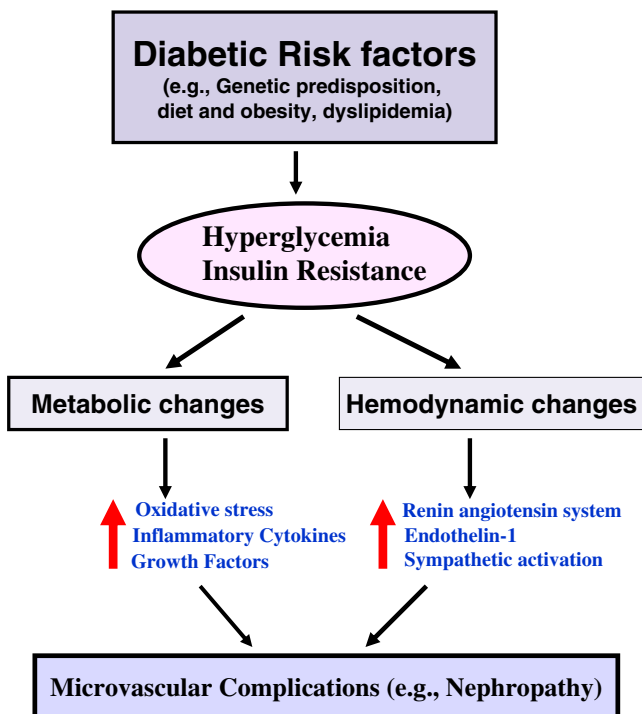 Diabetic Risk factors
(e.g., Genetic predisposition,
diet and obesity, dyslipidemia)
Hyperglycemia
Insulin Resistance
Metabolic changes
Hemodynamic changes
Oxidative stress
Inflammatory Cytokines
Growth Factors
Renin angiotensin system
Endothelin-1
Sympathetic activation
Microvascular Complications (e.g., Nephropathy)